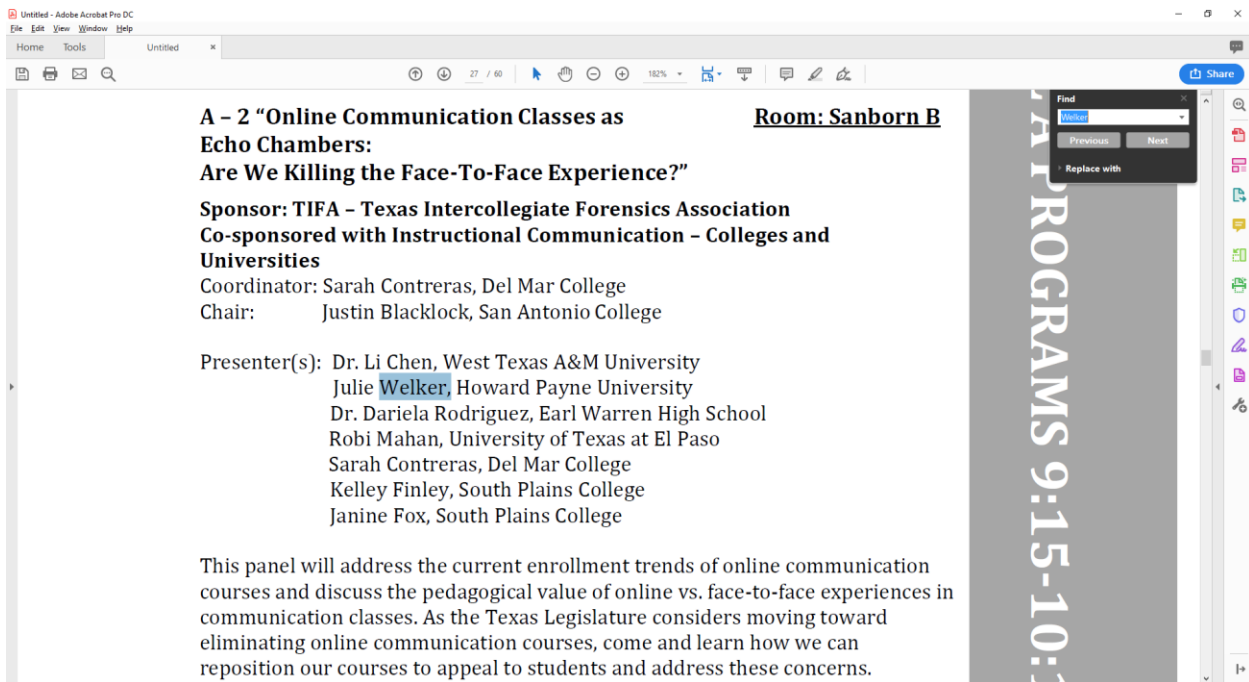 Untitled - Adobe Acrobat Pro DC
File Edit View Window Help
Home Tools Untitled ×
27 / 60 182% Share
A – 2 “Online Communication Classes as Room: Sanborn B
Echo Chambers:
Are We Killing the Face-To-Face Experience?”
Sponsor: TIFA – Texas Intercollegiate Forensics Association
Co-sponsored with Instructional Communication – Colleges and
Universities
Coordinator: Sarah Contreras, Del Mar College
Chair: Justin Blacklock, San Antonio College
Presenter(s): Dr. Li Chen, West Texas A&M University
Julie Welker, Howard Payne University
Dr. Dariela Rodriguez, Earl Warren High School
Robi Mahan, University of Texas at El Paso
Sarah Contreras, Del Mar College
Kelley Finley, South Plains College
Janine Fox, South Plains College
This panel will address the current enrollment trends of online communication
courses and discuss the pedagogical value of online vs. face-to-face experiences in
communication classes. As the Texas Legislature considers moving toward
eliminating online communication courses, come and learn how we can
reposition our courses to appeal to students and address these concerns.
Find
Welker
Previous Next
Replace with
A PROGRAMS 9:15-10: